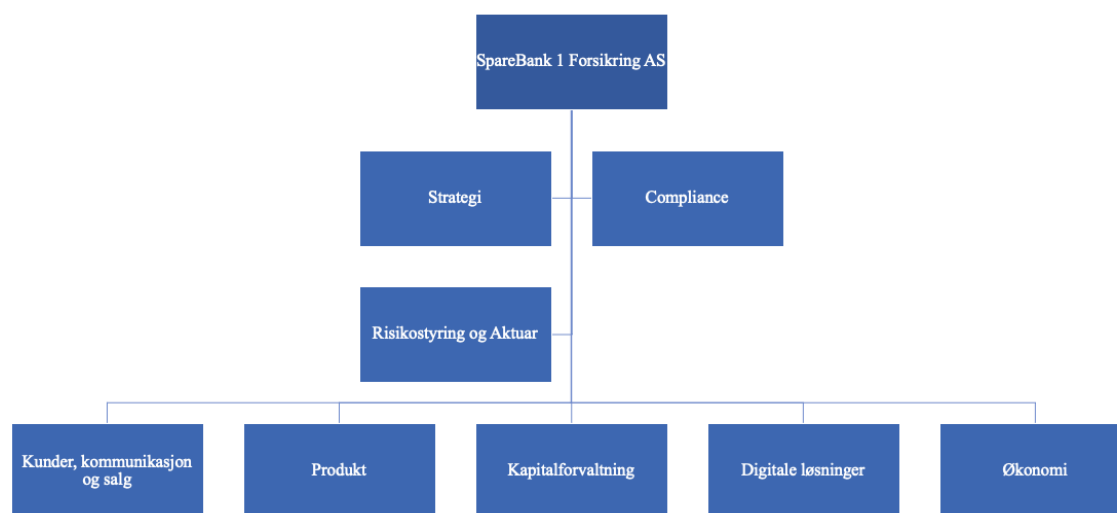 SpareBank 1 Forsikring AS
Strategi
Compliance
Risikostyring og Aktuar
Kunder, kommunikasjon
og salg
Produkt
Kapitalforvaltning
Digitale løsninger
Økonomi